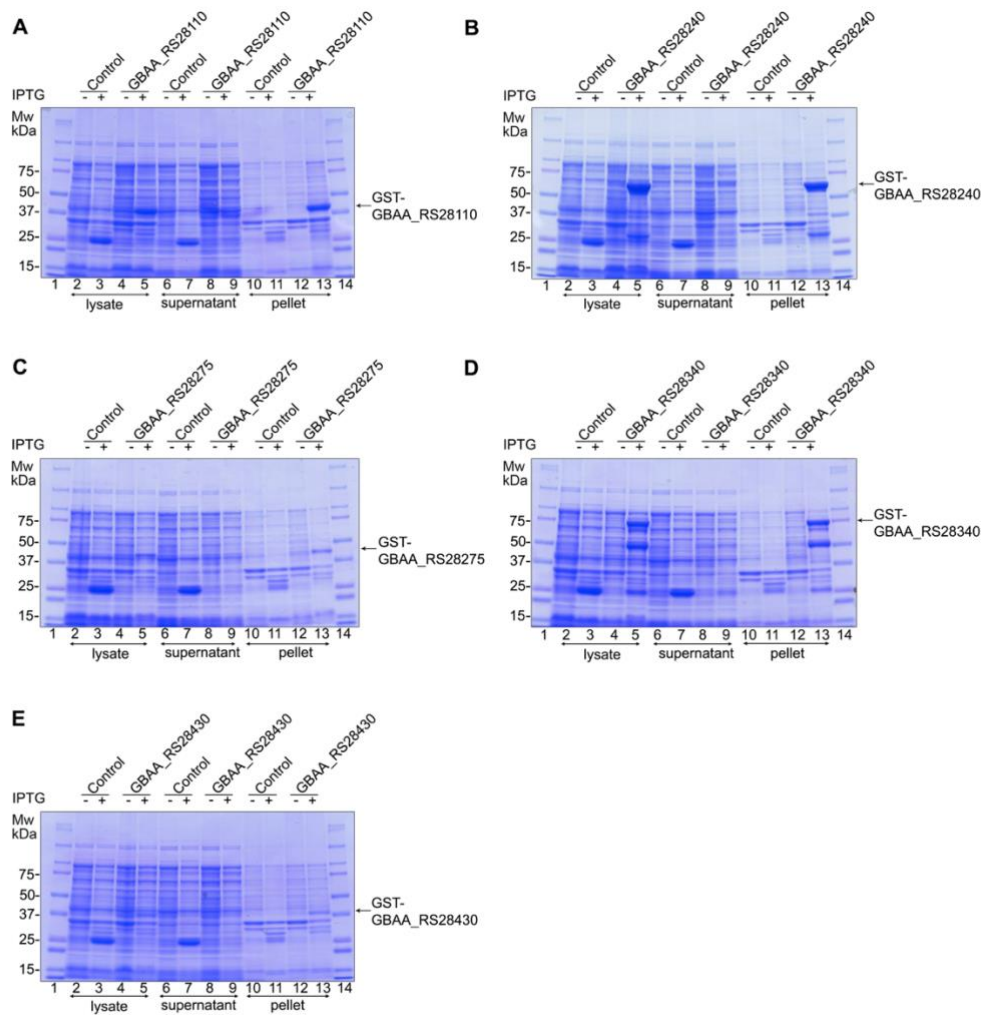 A
Control
GBAA_RS28110
Control
GBAA_RS28110
Control
GBAA_RS28110
IPTG - + - + - + - + - + - +
Mw
kDa
75-
50-
37-
25-
15-
GST-
GBAA_RS28110
1 2 3 4 5 6 7 8 9 10 11 12 13 14
lysate supernatant pellet
B
Control
GBAA_RS28240
Control
GBAA_RS28240
Control
GBAA_RS28240
IPTG - + - + - + - + - + - +
Mw
kDa
75-
50-
37-
25-
15-
GST-
GBAA_RS28240
1 2 3 4 5 6 7 8 9 10 11 12 13 14
lysate supernatant pellet
C
Control
GBAA_RS28275
Control
GBAA_RS28275
Control
GBAA_RS28275
IPTG - + - + - + - + - + - +
Mw
kDa
75-
50-
37-
25-
15-
GST-
GBAA_RS28275
1 2 3 4 5 6 7 8 9 10 11 12 13 14
lysate supernatant pellet
D
Control
GBAA_RS28340
Control
GBAA_RS28340
Control
GBAA_RS28340
IPTG - + - + - + - + - + - +
Mw
kDa
75-
50-
37-
25-
15-
GST-
GBAA_RS28340
1 2 3 4 5 6 7 8 9 10 11 12 13 14
lysate supernatant pellet
E
Control
GBAA_RS28430
Control
GBAA_RS28430
Control
GBAA_RS28430
IPTG - + - + - + - + - + - +
Mw
kDa
75-
50-
37-
25-
15-
GST-
GBAA_RS28430
1 2 3 4 5 6 7 8 9 10 11 12 13 14
lysate supernatant pellet